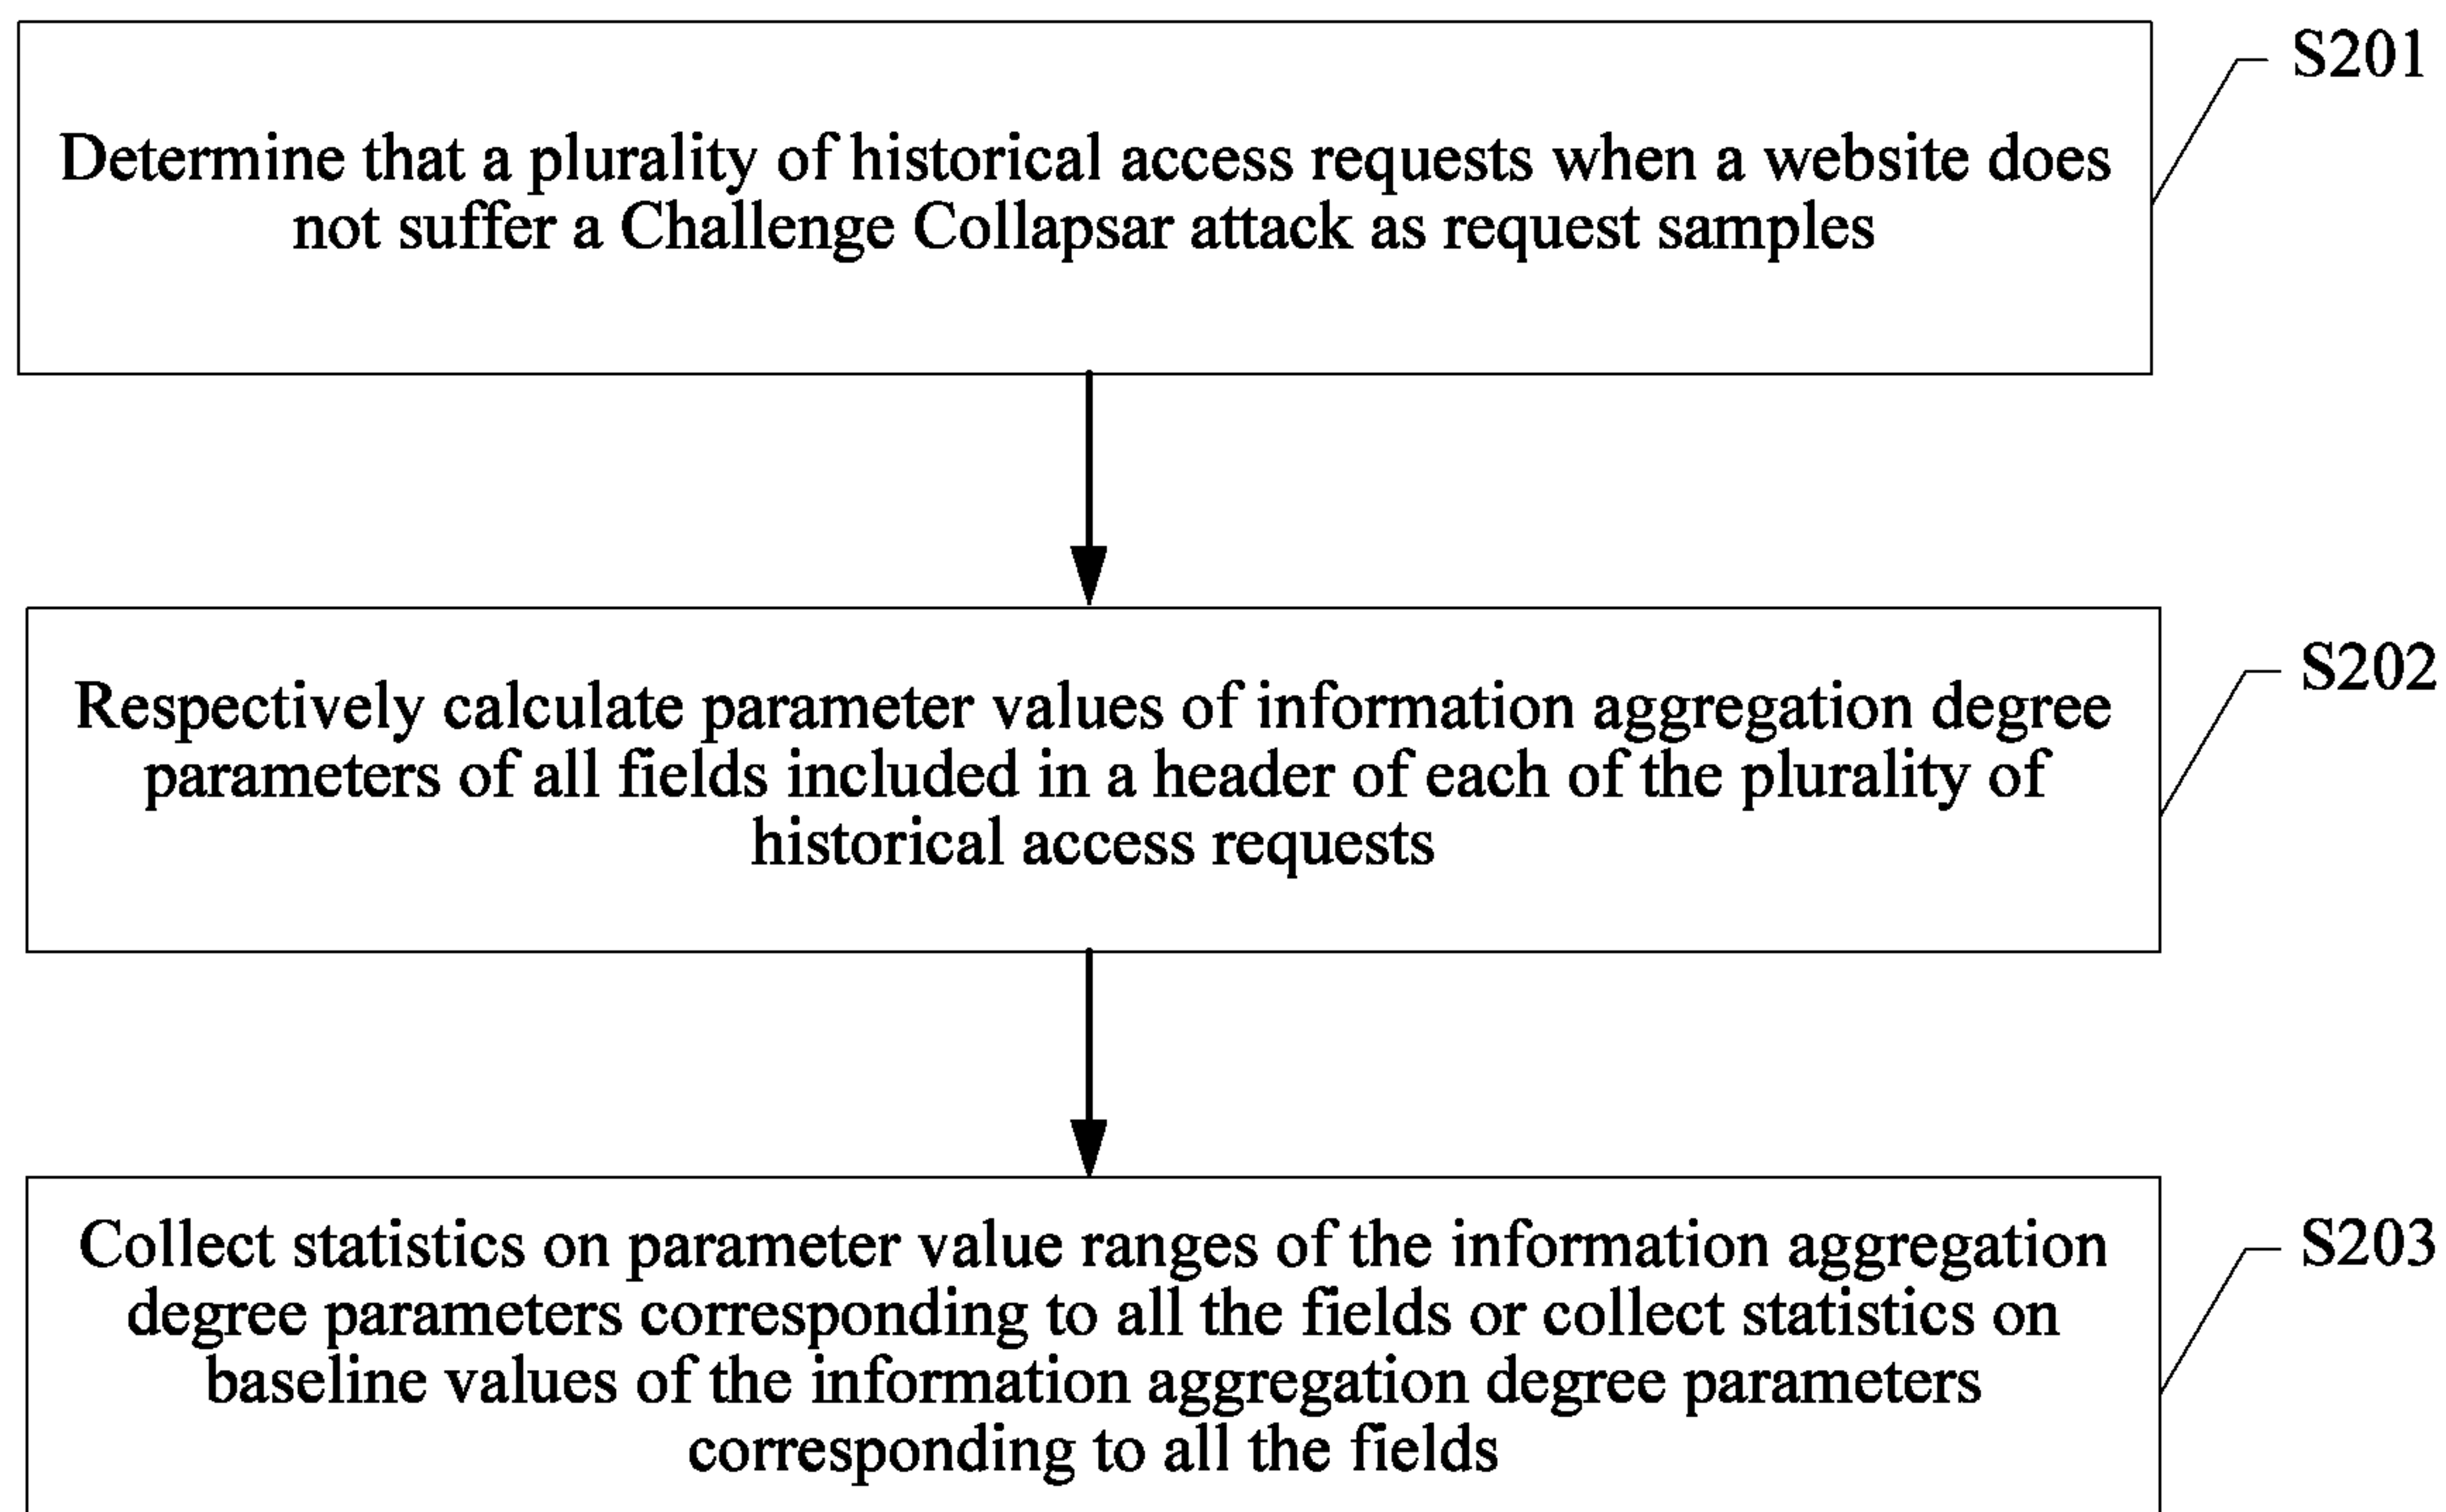 S201
Determine that a plurality of historical access requests when a website does
not suffer a Challenge Collapsar attack as request samples
S202
Respectively calculate parameter values of information aggregation degree
parameters of all fields included in a header of each of the plurality of
historical access requests
S203
Collect statistics on parameter value ranges of the information aggregation
degree parameters corresponding to all the fields or collect statistics on
baseline values of the information aggregation degree parameters
corresponding to all the fields